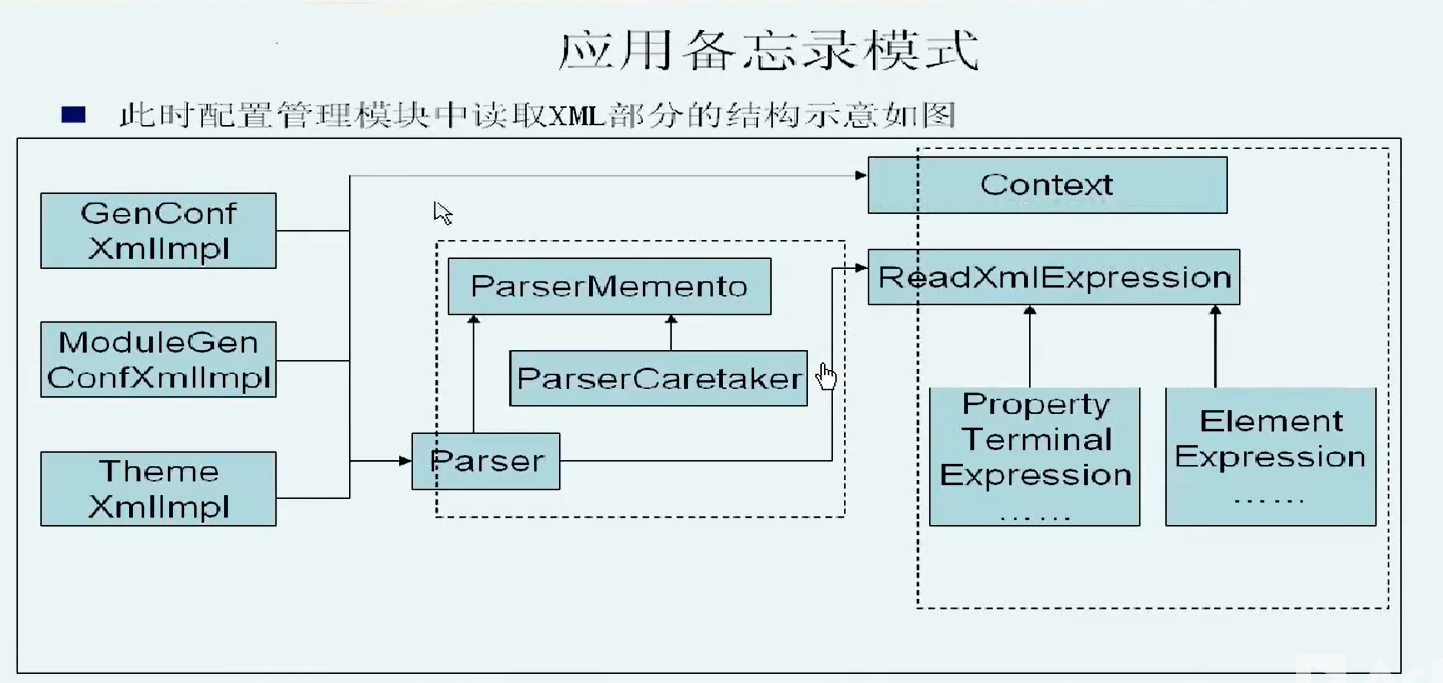 应用备忘录模式
此时配置管理模块中读取XML部分的结构示意如图
GenConf
XmlImpl
ModuleGen
ConfXmlImpl
Theme
XmlImpl
ParserMemento
ParserCaretaker
Parser
Context
ReadXmlExpression
Property
Terminal
Expression
......
Element
Expression
......